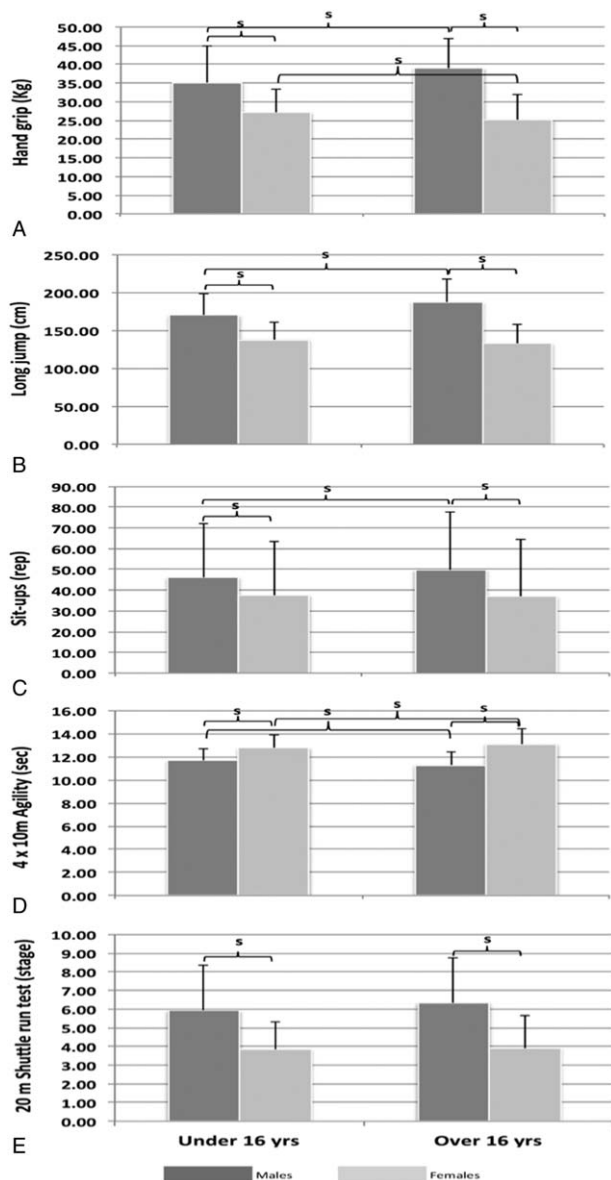 50.00
45.00
40.00
35.00
30.00
25.00
20.00
15.00
10.00
5.00
0.00
Hand grip (Kg)
S S S
S
A
250.00
200.00
150.00
100.00
50.00
0.00
Long jump (cm)
S S S
B
90.00
80.00
70.00
60.00
50.00
40.00
30.00
20.00
10.00
0.00
Sit-ups (rep)
S S S
C
16.00
14.00
12.00
10.00
8.00
6.00
4.00
2.00
0.00
4 x 10m Agility (sec)
S S S S
D
10.00
9.00
8.00
7.00
6.00
5.00
4.00
3.00
2.00
1.00
0.00
20 m Shuttle run test (stage)
S S
E
Under 16 yrs Over 16 yrs
Males Females